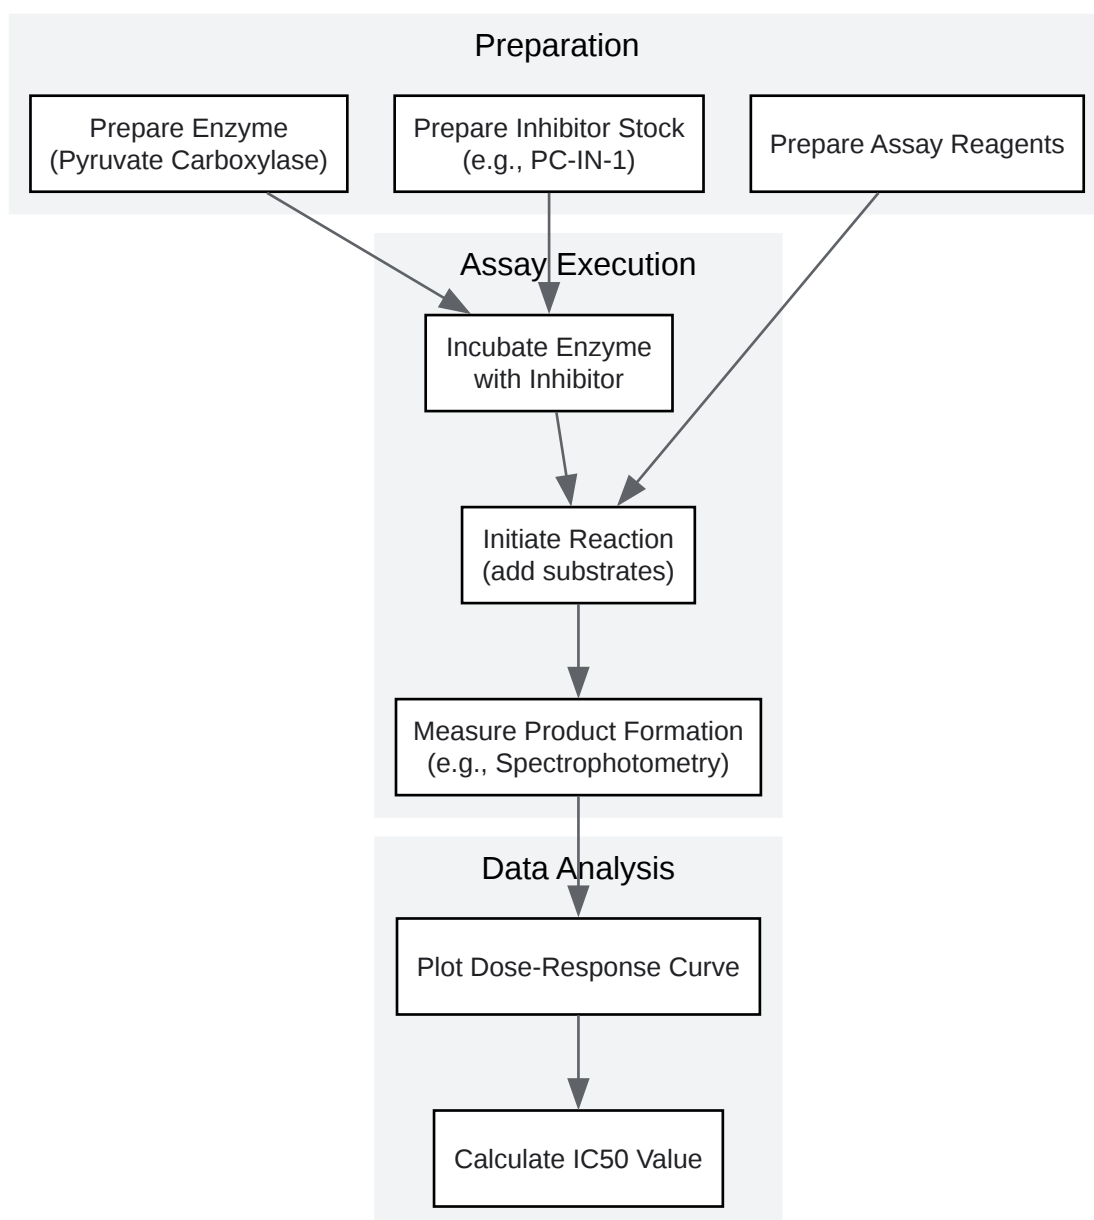 Preparation
Prepare Enzyme
(Pyruvate Carboxylase)
Prepare Inhibitor Stock
(e.g., PC-IN-1)
Prepare Assay Reagents
Assay Execution
Incubate Enzyme
with Inhibitor
Initiate Reaction
(add substrates)
Measure Product Formation
(e.g., Spectrophotometry)
Data Analysis
Plot Dose-Response Curve
Calculate IC50 Value